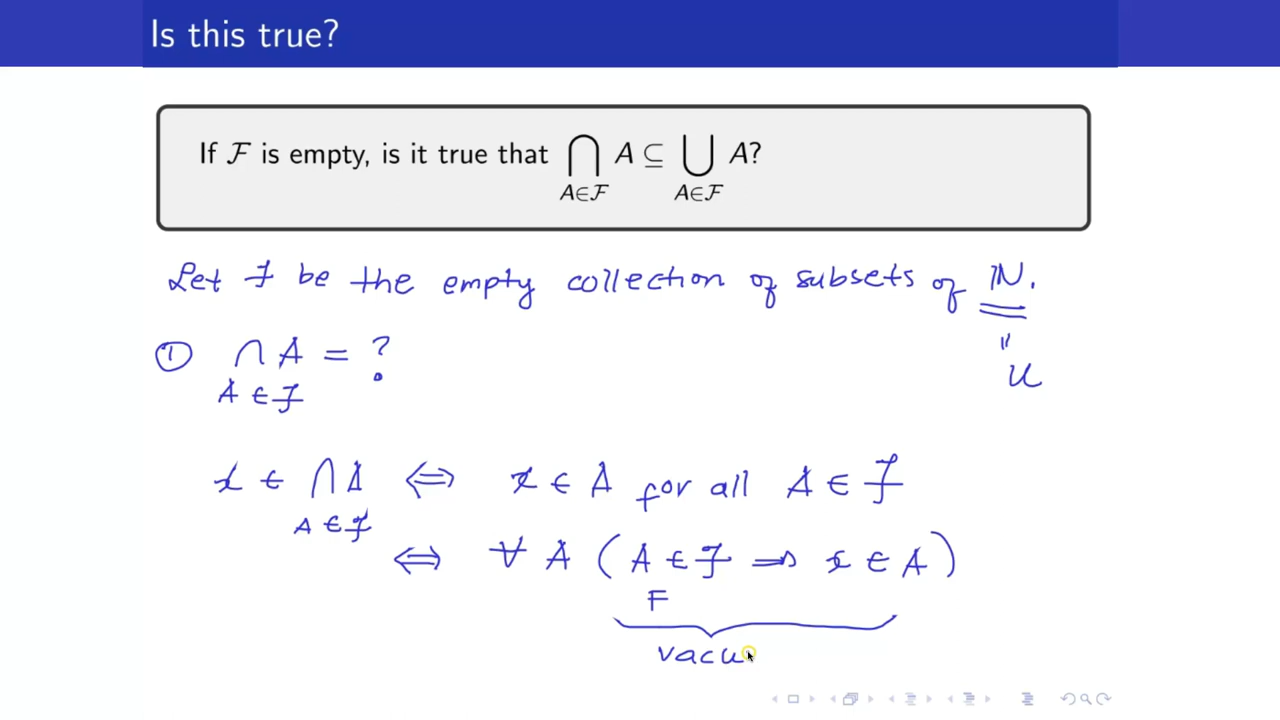 Is this true?
If ℱ is empty, is it true that ⋂ A ⊆ ⋃ A?
A∈ℱ A∈ℱ
Let ℱ be the empty collection of subsets of ℕ.
"
U
① ∩ A = ?
A ∈ ℱ
x ∈ ∩ A ⇔ x ∈ A for all A ∈ ℱ
A ∈ ℱ
⇔ ∀ A ( A ∈ ℱ ⇒ x ∈ A )
F
vacu